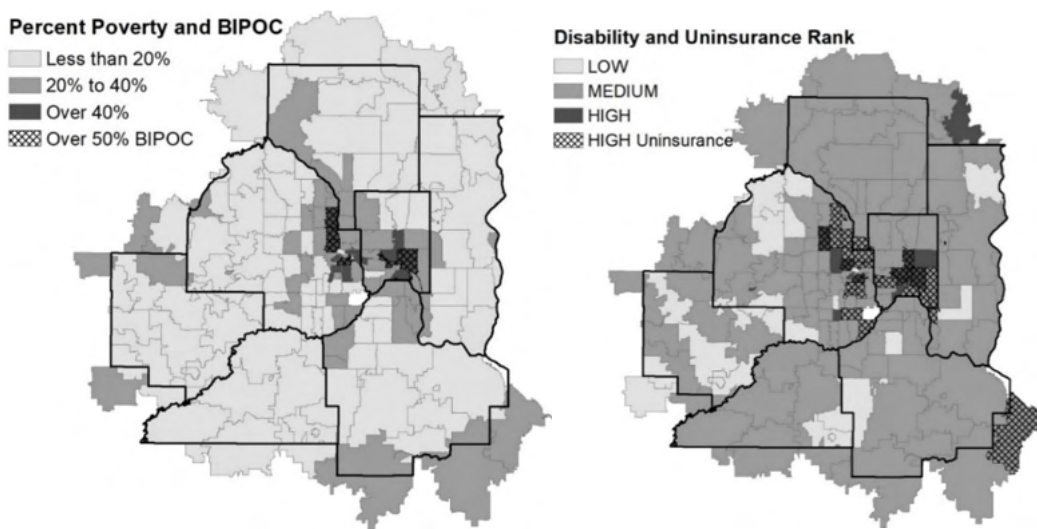 Percent Poverty and BIPOC
Less than 20%
20% to 40%
Over 40%
Over 50% BIPOC
Disability and Uninsurance Rank
LOW
MEDIUM
HIGH
HIGH Uninsurance